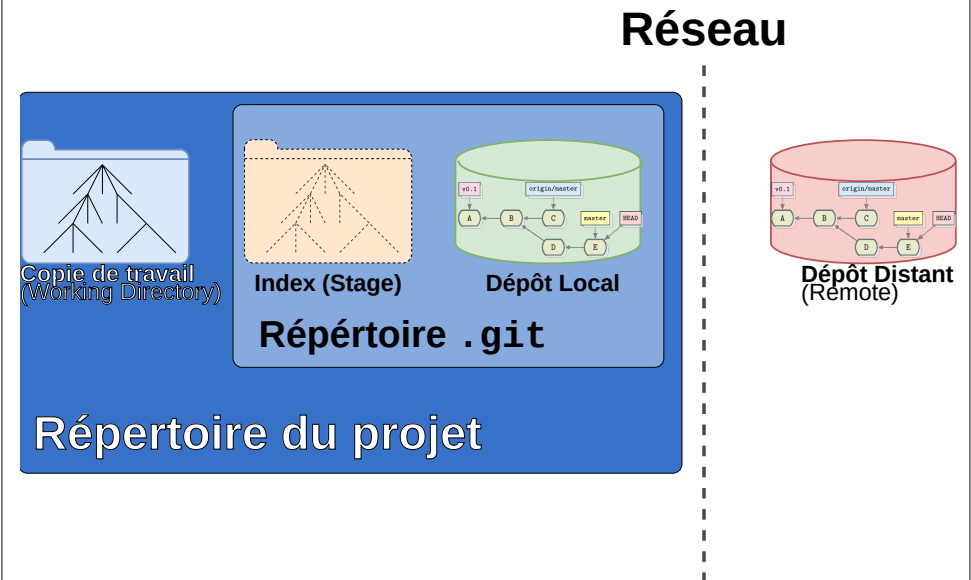 Réseau
v0.1
origin/master
A
B
C
master
HEAD
D
E
v0.1
origin/master
A
B
C
master
HEAD
D
E
Copie de travail
(Working Directory)
Index (Stage)
Dépôt Local
Dépôt Distant
(Remote)
Répértoire .git
Répertoire du projet